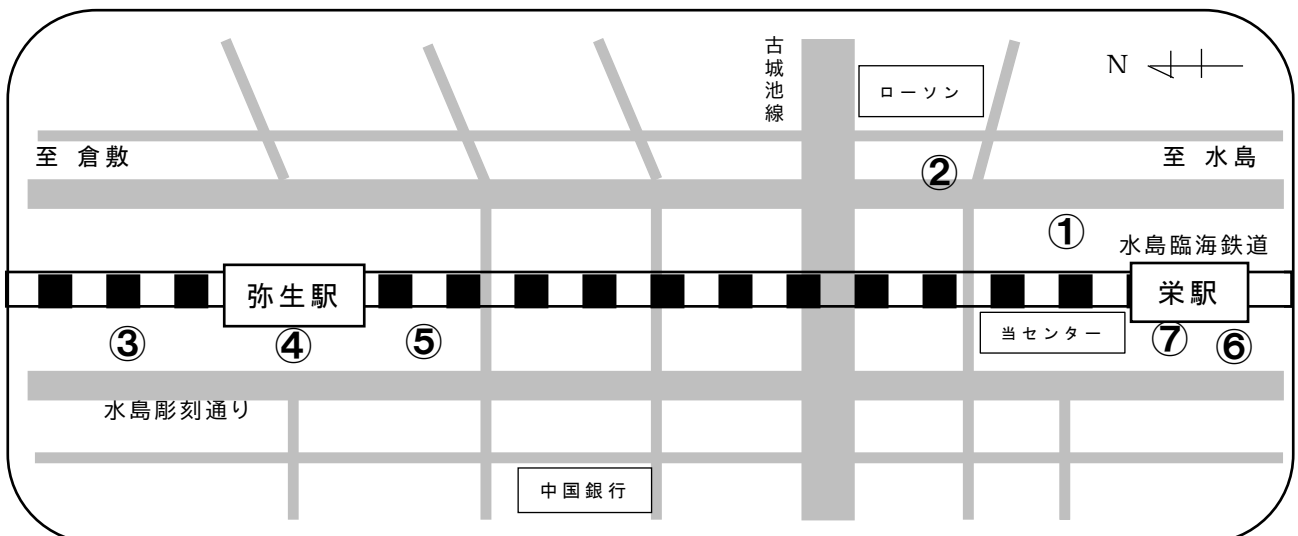 古城池線
ローソン
N
至 倉敷
至 水島
②
①
水島臨海鉄道
弥生駅
栄駅
③
④
⑤
当センター
⑦
⑥
水島彫刻通り
中国銀行